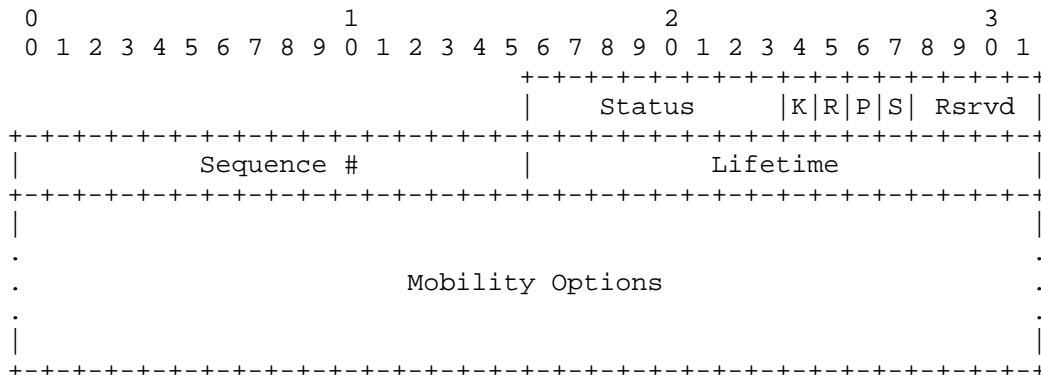 0                   1                   2                   3
0 1 2 3 4 5 6 7 8 9 0 1 2 3 4 5 6 7 8 9 0 1 2 3 4 5 6 7 8 9 0 1
+-+-+-+-+-+-+-+-+-+-+-+-+-+-+-+-+
|    Status     |K|R|P|S| Rsrvd |
+-+-+-+-+-+-+-+-+-+-+-+-+-+-+-+-+-+-+-+-+-+-+-+-+-+-+-+-+-+-+-+-+
|           Sequence #          |           Lifetime            |
+-+-+-+-+-+-+-+-+-+-+-+-+-+-+-+-+-+-+-+-+-+-+-+-+-+-+-+-+-+-+-+-+
|                                                               |
.                                                               .
.                        Mobility Options                       .
.                                                               .
|                                                               |
+-+-+-+-+-+-+-+-+-+-+-+-+-+-+-+-+-+-+-+-+-+-+-+-+-+-+-+-+-+-+-+-+